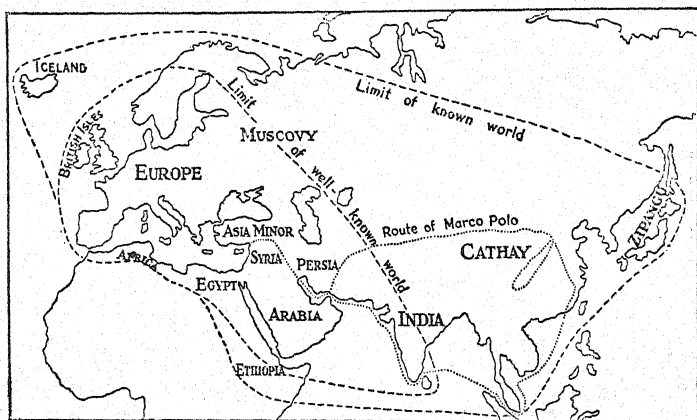 ICELAND
Limit of known world
BRITISH ISLES
Limit of well known world
MUSCOVY
EUROPE
ZIPANGU
ASIA MINOR
Route of Marco Polo
CATHAY
AFRICA
SYRIA
PERSIA
EGYPT
ARABIA
INDIA
ETHIOPIA